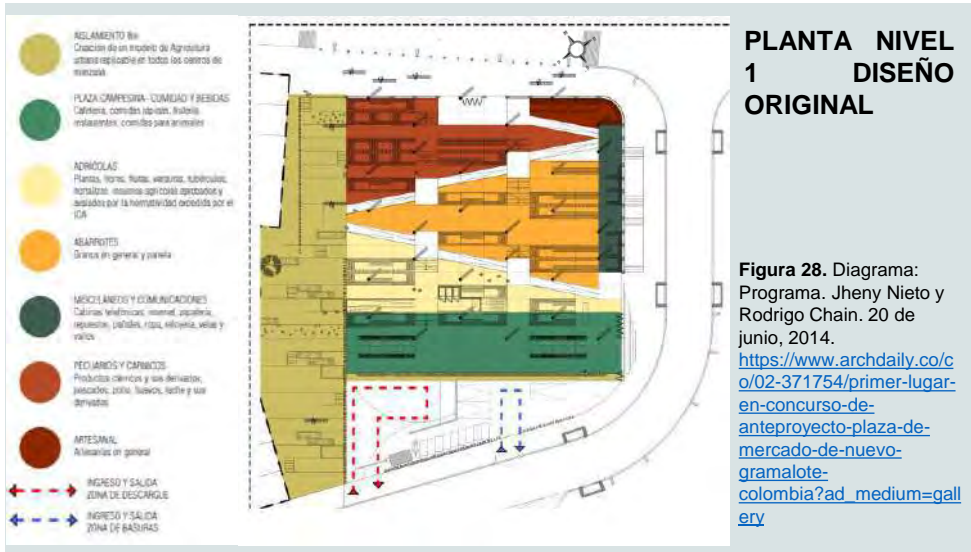 AISLAMIENTO 8m
Creación de un modelo de Agricultura
urbana replicable en todos los centros de
manzana.
PLAZA CAMPESINA - COMIDAD Y BEBIDAS
Cafetería, comidas rápidas, frutería
restaurantes, comidas para animales
AGRÍCOLAS
Plantas, flores, frutas, verduras, tubérculos,
hortalizas, insumos agrícolas aprobados y
avalados por la normatividad expedida por el
ICA
ABARROTES
Granos en general y panela
MISCELÁNEOS Y COMUNICACIONES
Cabinas telefónicas, internet, papelería,
repuestos, pañales, ropa, relojería, velas y
varios
PECUARIOS Y CARNICOS
Productos cárnicos y sus derivados,
pescados, pollo, huevos, leche y sus
derivados
ARTESANAL
Artesanías en general
INGRESO Y SALIDA
ZONA DE DESCARGUE
INGRESO Y SALIDA
ZONA DE BASURAS
PLANTA NIVEL
1 DISEÑO
ORIGINAL
Figura 28. Diagrama:
Programa. Jheny Nieto y
Rodrigo Chain. 20 de
junio, 2014.
https://www.archdaily.co/c
o/02-371754/primer-lugar-
en-concurso-de-
anteproyecto-plaza-de-
mercado-de-nuevo-
gramalote-
colombia?ad_medium=gall
ery